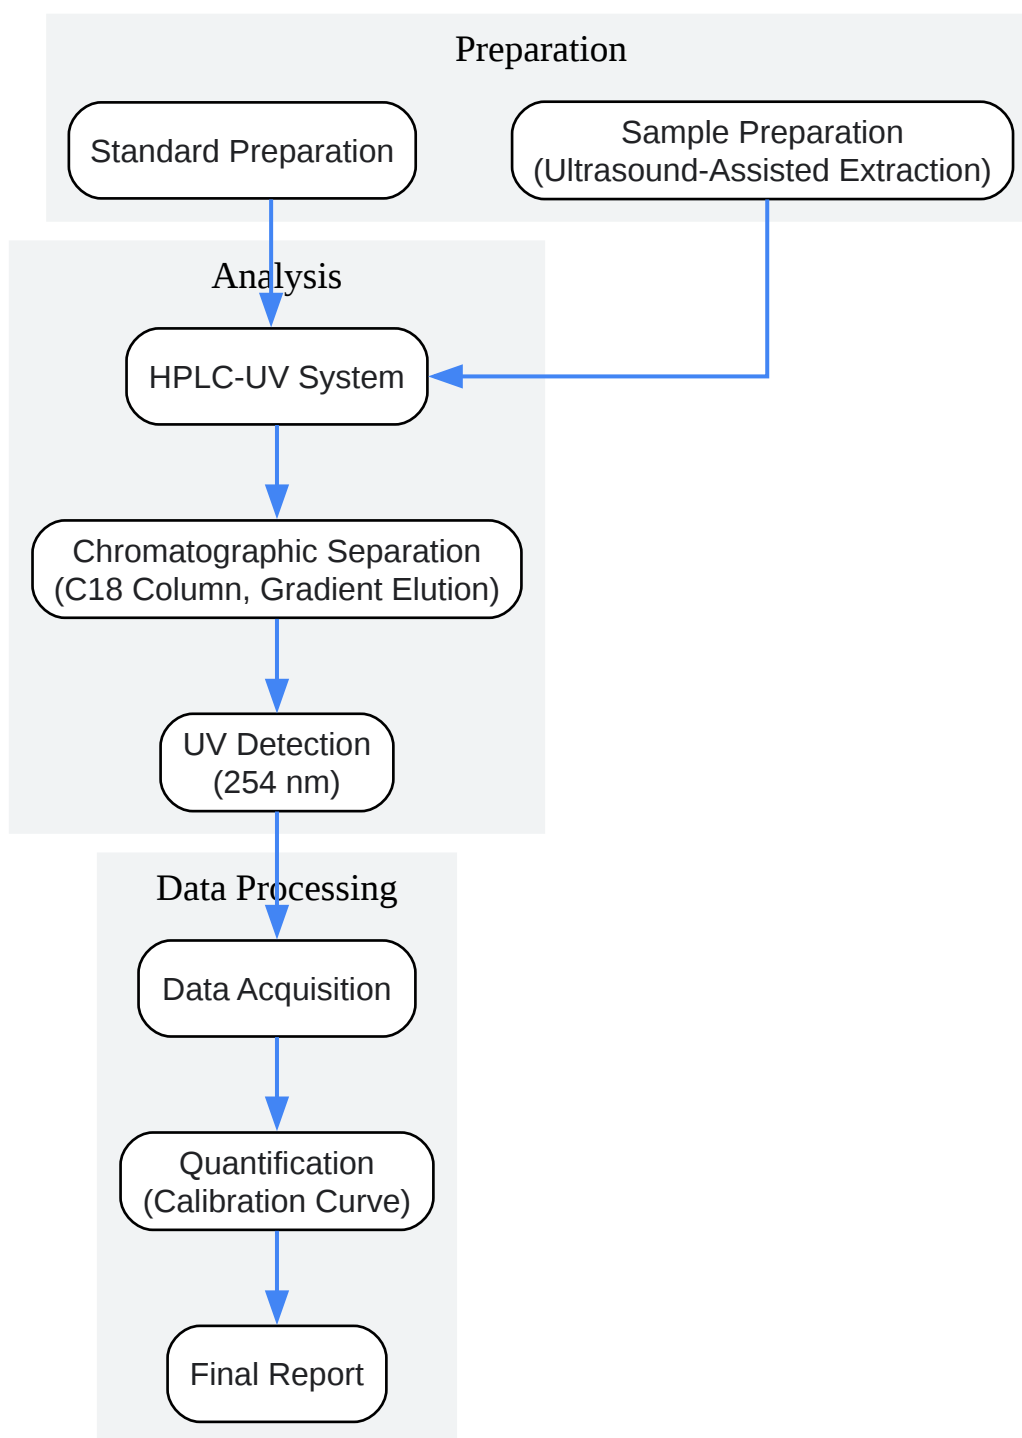 Preparation
Standard Preparation
Sample Preparation
(Ultrasound-Assisted Extraction)
Analysis
HPLC-UV System
Chromatographic Separation
(C18 Column, Gradient Elution)
UV Detection
(254 nm)
Data Processing
Data Acquisition
Quantification
(Calibration Curve)
Final Report